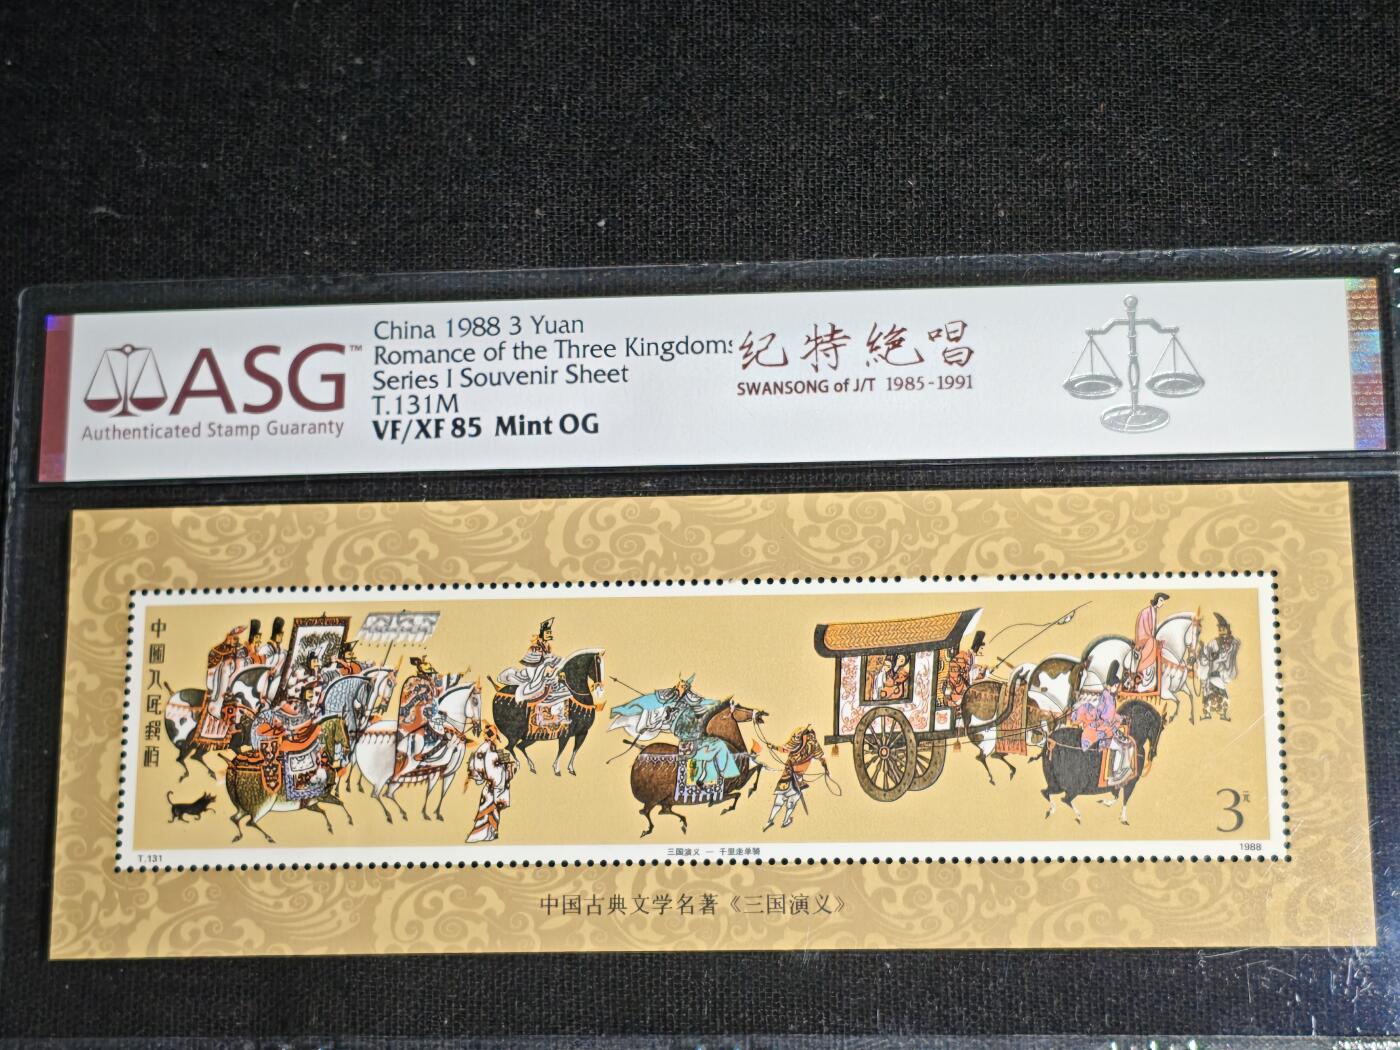 ASG™
Authenticated Stamp Guaranty
China 1988 3 Yuan
Romance of the Three Kingdoms
Series I Souvenir Sheet
T.131M
VF/XF 85 Mint OG
纪特絶唱
SWANSONG of J/T 1985-1991
中国人民邮政
3元
T.131
三国演义 — 千里走单骑
1988
中国古典文学名著《三国演义》